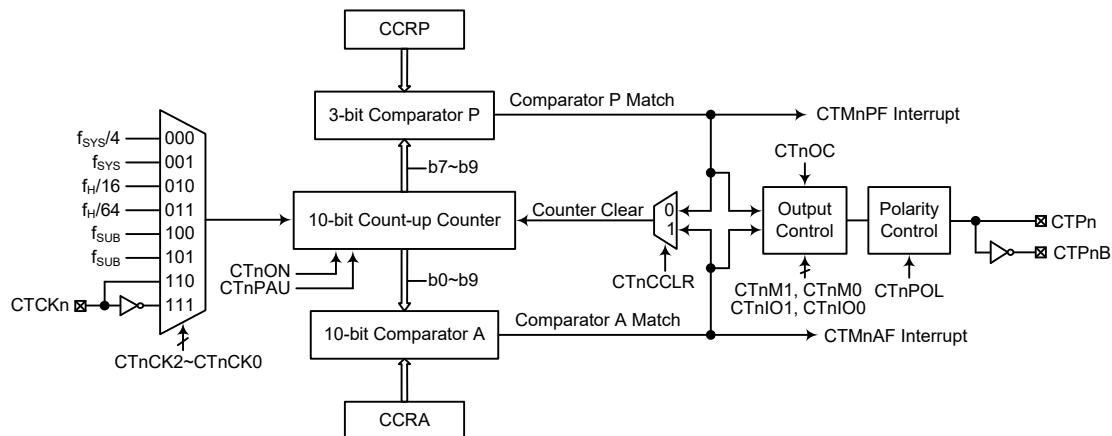 CCRP
3-bit Comparator P
Comparator P Match
CTMnPF Interrupt
fSYS/4
000
fSYS
001
fH/16
010
fH/64
011
fSUB
100
fSUB
101
110
111
CTCKn
CTnCK2~CTnCK0
b7~b9
10-bit Count-up Counter
CTnON
CTnPAU
b0~b9
Counter Clear
0
1
CTnCCLR
CTnOC
Output
Control
CTnM1, CTnM0
CTnIO1, CTnIO0
Polarity
Control
CTnPOL
CTPn
CTPnB
10-bit Comparator A
Comparator A Match
CTMnAF Interrupt
CCRA